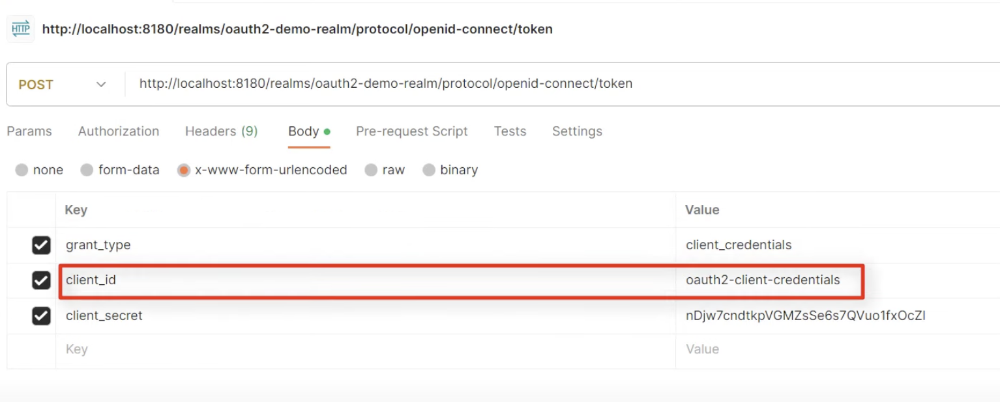 HTTP http://localhost:8180/realms/oauth2-demo-realm/protocol/openid-connect/token
POST http://localhost:8180/realms/oauth2-demo-realm/protocol/openid-connect/token
Params Authorization Headers (9) Body Pre-request Script Tests Settings
none form-data x-www-form-urlencoded raw binary
Key Value
grant_type client_credentials
client_id oauth2-client-credentials
client_secret nDjw7cndtkpVGMZsSe6s7QVuo1fxOcZI
Key Value